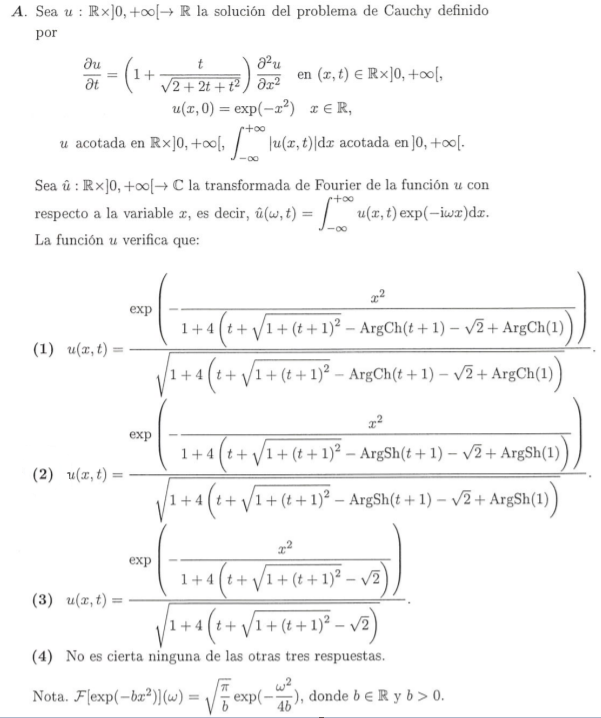 A. Sea u : ℝ×]0,+∞[→ ℝ la solución del problema de Cauchy definido
por
∂u/∂t = (1 + t/√(2 + 2t + t²)) ∂²u/∂x² en (x, t) ∈ ℝ×]0,+∞[,
u(x, 0) = exp(−x²) x ∈ ℝ,
u acotada en ℝ×]0,+∞[, ∫_{−∞}^{+∞} |u(x, t)|dx acotada en ]0,+∞[.
Sea û : ℝ×]0,+∞[→ ℂ la transformada de Fourier de la función u con
respecto a la variable x, es decir, û(ω, t) = ∫_{−∞}^{+∞} u(x, t) exp(−iωx)dx.
La función u verifica que:
(1) u(x, t) = exp(−x²/(1 + 4(t + √(1 + (t + 1)²) − ArgCh(t + 1) − √2 + ArgCh(1)))) / √(1 + 4(t + √(1 + (t + 1)²) − ArgCh(t + 1) − √2 + ArgCh(1))).
(2) u(x, t) = exp(−x²/(1 + 4(t + √(1 + (t + 1)²) − ArgSh(t + 1) − √2 + ArgSh(1)))) / √(1 + 4(t + √(1 + (t + 1)²) − ArgSh(t + 1) − √2 + ArgSh(1))).
(3) u(x, t) = exp(−x²/(1 + 4(t + √(1 + (t + 1)²) − √2))) / √(1 + 4(t + √(1 + (t + 1)²) − √2)).
(4) No es cierta ninguna de las otras tres respuestas.
Nota. ℱ[exp(−bx²)](ω) = √(π/b) exp(−ω²/4b), donde b ∈ ℝ y b > 0.